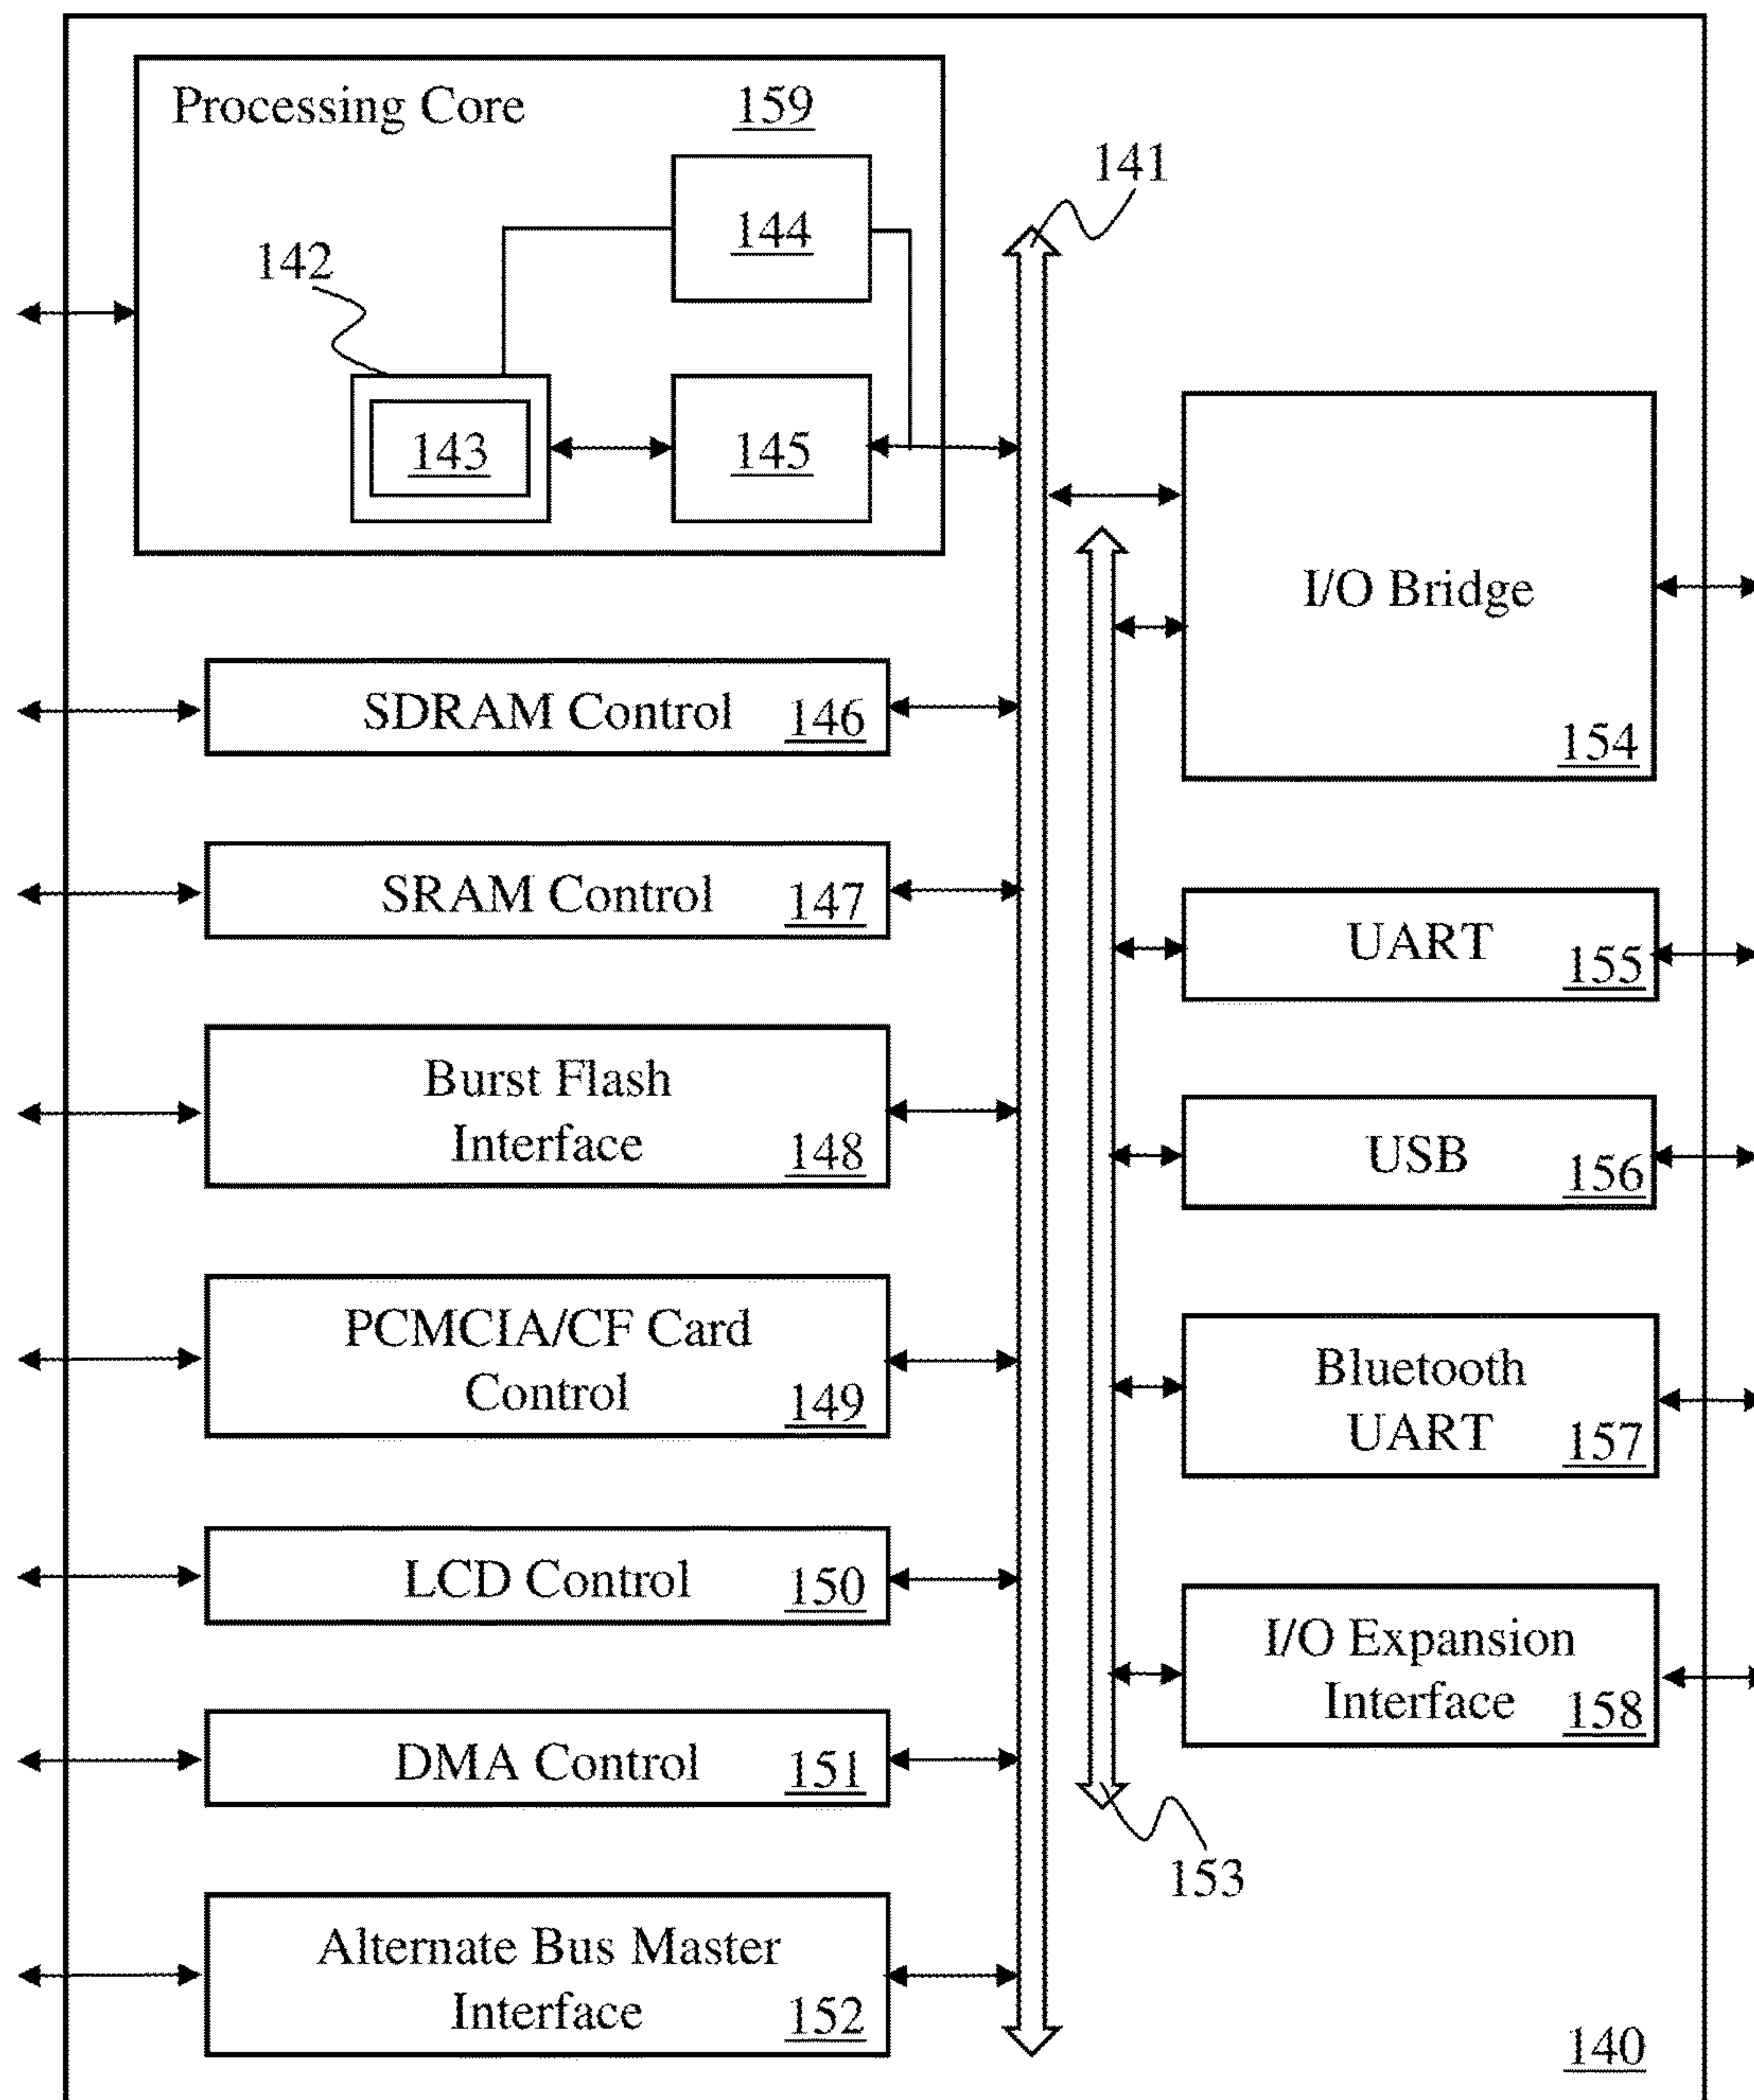 Processing Core 159
141
144
142
143
145
I/O Bridge
154
SDRAM Control 146
SRAM Control 147
UART 155
Burst Flash
Interface 148
USB 156
PCMCIA/CF Card
Control 149
Bluetooth
UART 157
LCD Control 150
I/O Expansion
Interface 158
DMA Control 151
153
Alternate Bus Master
Interface 152
140